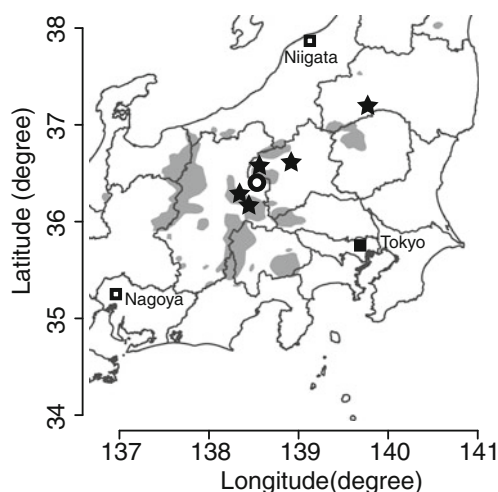 38
Niigata
37
36
Tokyo
Nagoya
35
34
Latitude (degree)
137 138 139 140 141
Longitude(degree)